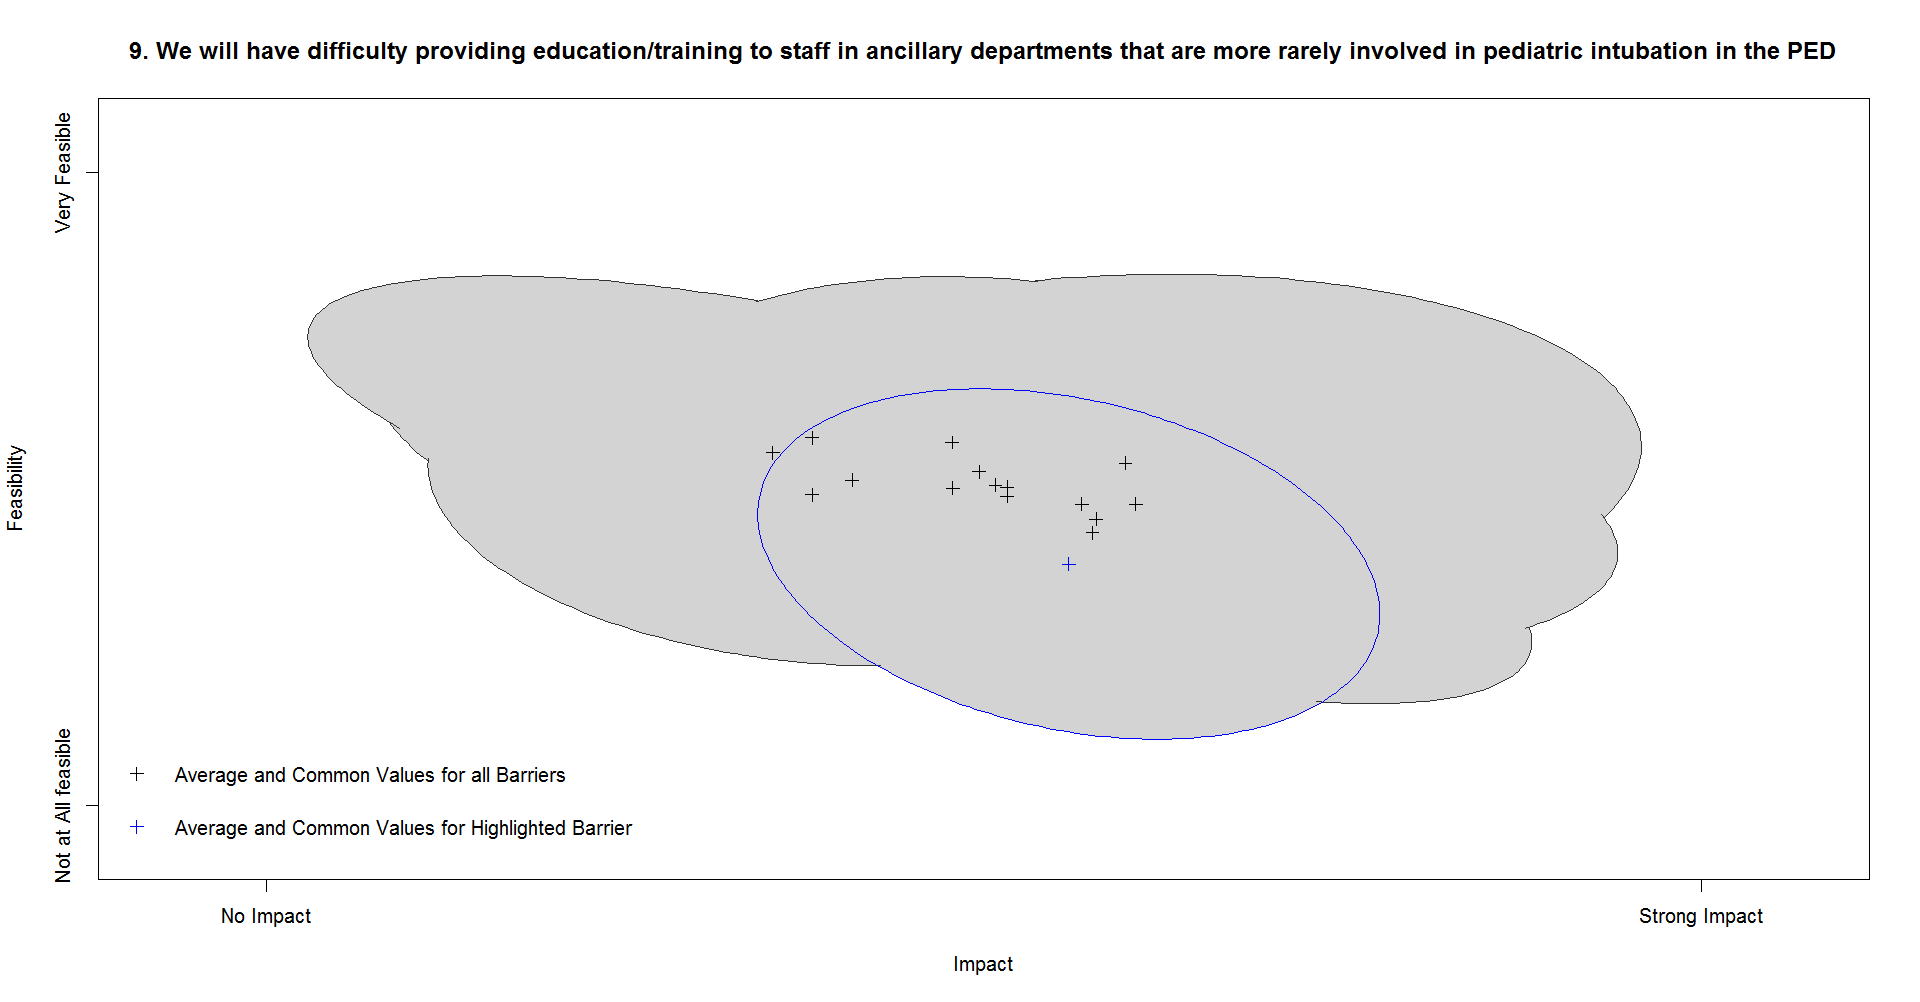 9. We will have difficulty providing education/training to staff in ancillary departments that are more rarely involved in pediatric intubation in the PED
Very Feasible
Feasibility
Not at All feasible
Average and Common Values for all Barriers
Average and Common Values for Highlighted Barrier
No Impact
Strong Impact
Impact